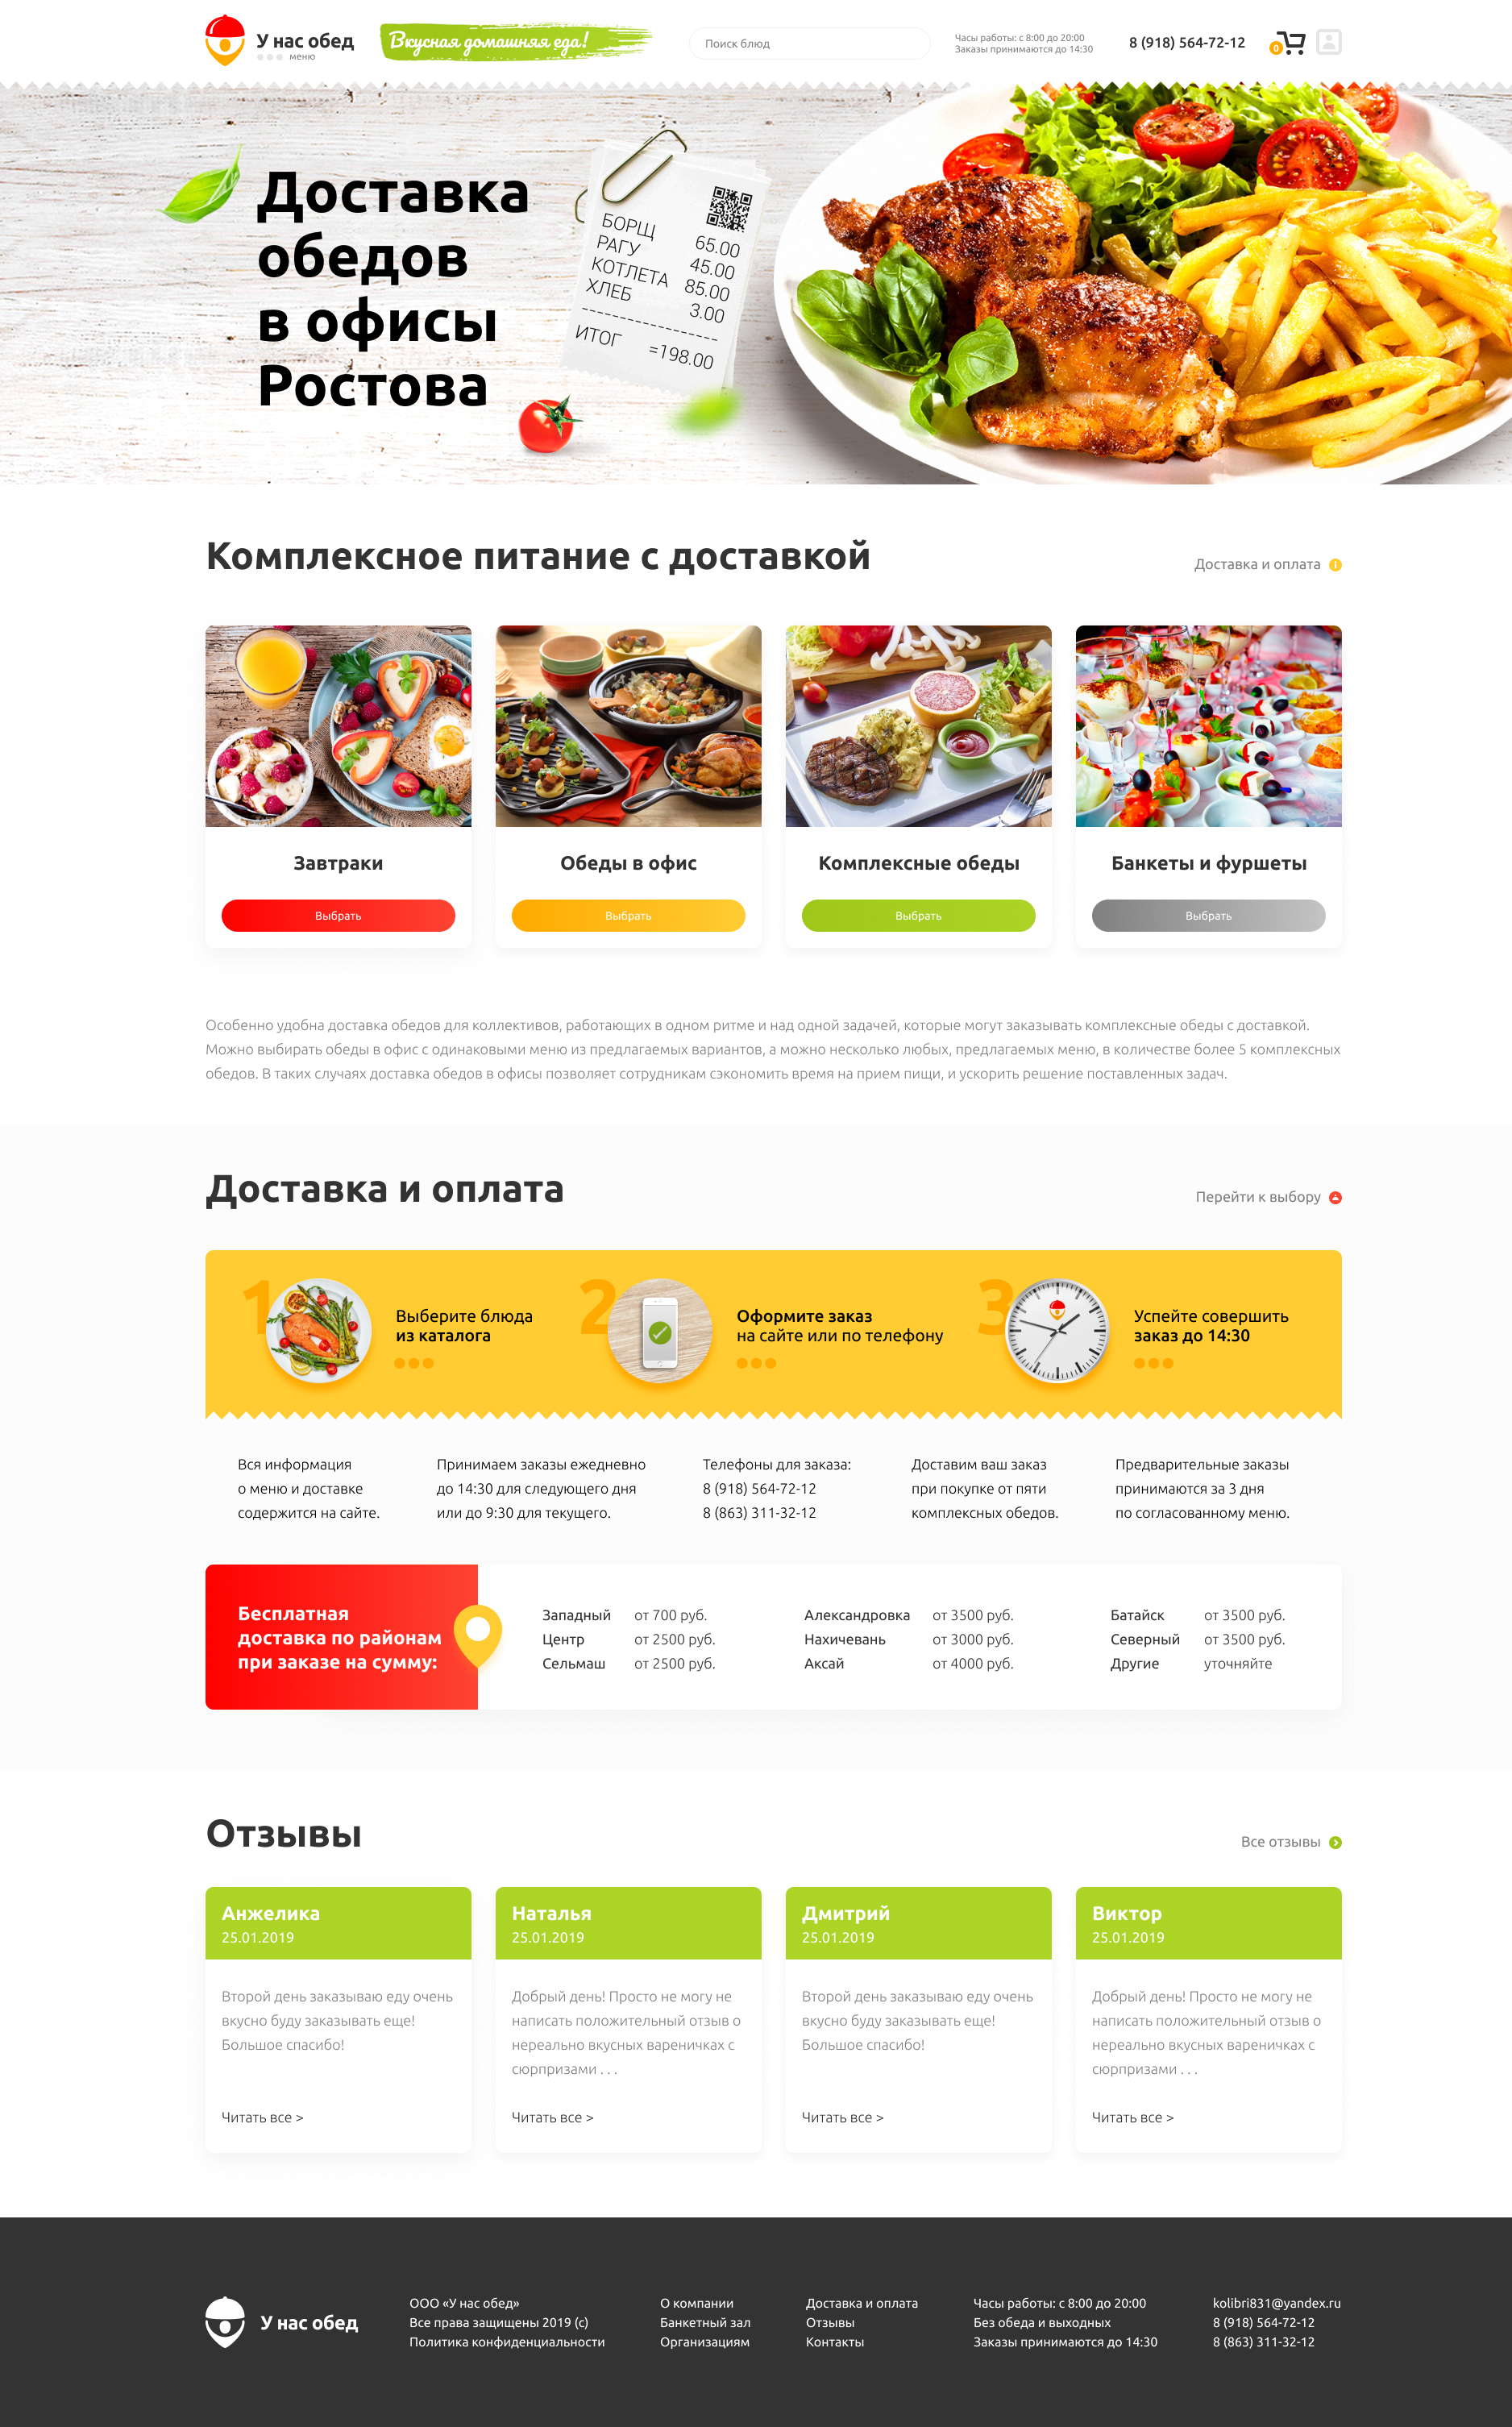 У нас обед
меню
Вкусная домашняя еда!
Поиск блюд
Часы работы: с 8:00 до 20:00
Заказы принимаются до 14:30
8 (918) 564-72-12
0
Доставка
обедов
в офисы
Ростова
БОРЩ 65.00
РАГУ 45.00
КОТЛЕТА 85.00
ХЛЕБ 3.00
ИТОГ =198.00
Комплексное питание с доставкой
Доставка и оплата
Завтраки
Обеды в офис
Комплексные обеды
Банкеты и фуршеты
Выбрать
Выбрать
Выбрать
Выбрать
Особенно удобна доставка обедов для коллективов, работающих в одном ритме и над одной задачей, которые могут заказывать комплексные обеды с доставкой.
Можно выбирать обеды в офис с одинаковыми меню из предлагаемых вариантов, а можно несколько любых, предлагаемых меню, в количестве более 5 комплексных
обедов. В таких случаях доставка обедов в офисы позволяет сотрудникам сэкономить время на прием пищи, и ускорить решение поставленных задач.
Доставка и оплата
Перейти к выбору
1
Выберите блюда
из каталога
2
Оформите заказ
на сайте или по телефону
3
Успейте совершить
заказ до 14:30
Вся информация
о меню и доставке
содержится на сайте.
Принимаем заказы ежедневно
до 14:30 для следующего дня
или до 9:30 для текущего.
Телефоны для заказа:
8 (918) 564-72-12
8 (863) 311-32-12
Доставим ваш заказ
при покупке от пяти
комплексных обедов.
Предварительные заказы
принимаются за 3 дня
по согласованному меню.
Бесплатная
доставка по районам
при заказе на сумму:
Западный от 700 руб.
Центр от 2500 руб.
Сельмаш от 2500 руб.
Александровка от 3500 руб.
Нахичевань от 3000 руб.
Аксай от 4000 руб.
Батайск от 3500 руб.
Северный от 3500 руб.
Другие уточняйте
Отзывы
Все отзывы
Анжелика
25.01.2019
Второй день заказываю еду очень
вкусно буду заказывать еще!
Большое спасибо!
Читать все >
Наталья
25.01.2019
Добрый день! Просто не могу не
написать положительный отзыв о
нереально вкусных вареничках с
сюрпризами . . .
Читать все >
Дмитрий
25.01.2019
Второй день заказываю еду очень
вкусно буду заказывать еще!
Большое спасибо!
Читать все >
Виктор
25.01.2019
Добрый день! Просто не могу не
написать положительный отзыв о
нереально вкусных вареничках с
сюрпризами . . .
Читать все >
У нас обед
ООО «У нас обед»
Все права защищены 2019 (с)
Политика конфиденциальности
О компании
Банкетный зал
Организациям
Доставка и оплата
Отзывы
Контакты
Часы работы: с 8:00 до 20:00
Без обеда и выходных
Заказы принимаются до 14:30
kolibri831@yandex.ru
8 (918) 564-72-12
8 (863) 311-32-12